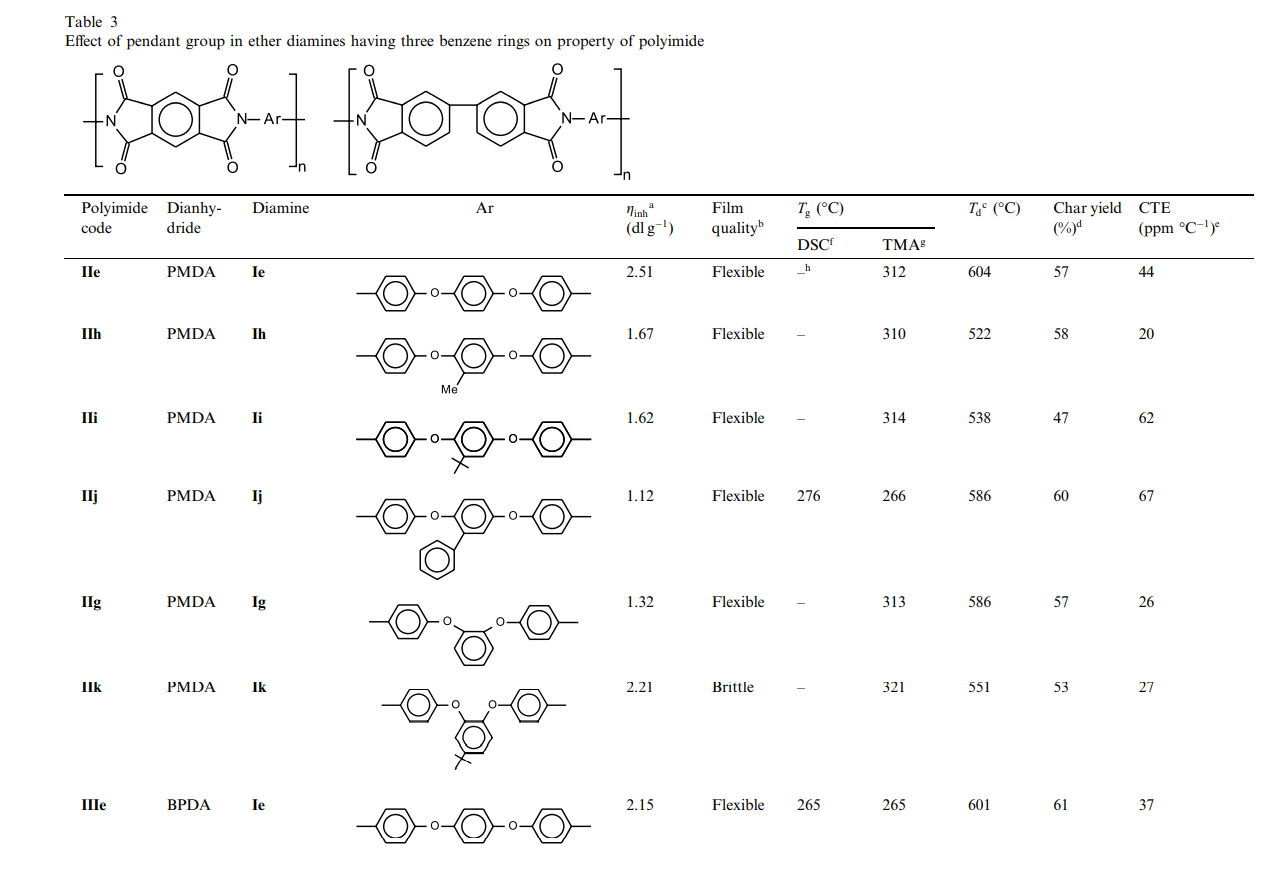 Table 3
Effect of pendant group in ether diamines having three benzene rings on property of polyimide
O O O O
N N—Ar N N—Ar
O O n O O n
Polyimide code Dianhy-dride Diamine Ar ηinhᵃ (dl g⁻¹) Film qualityᵇ Tg (°C) Tdᶜ (°C) Char yield (%)ᵈ CTE (ppm °C⁻¹)ᵉ
DSCᶠ TMAᵍ
IIe PMDA Ie 2.51 Flexible –ʰ 312 604 57 44
O O
IIh PMDA Ih 1.67 Flexible – 310 522 58 20
O O
Me
IIi PMDA Ii 1.62 Flexible – 314 538 47 62
O O
IIj PMDA Ij 1.12 Flexible 276 266 586 60 67
O O
IIg PMDA Ig 1.32 Flexible – 313 586 57 26
O O
IIk PMDA Ik 2.21 Brittle – 321 551 53 27
O O
IIIe BPDA Ie 2.15 Flexible 265 265 601 61 37
O O